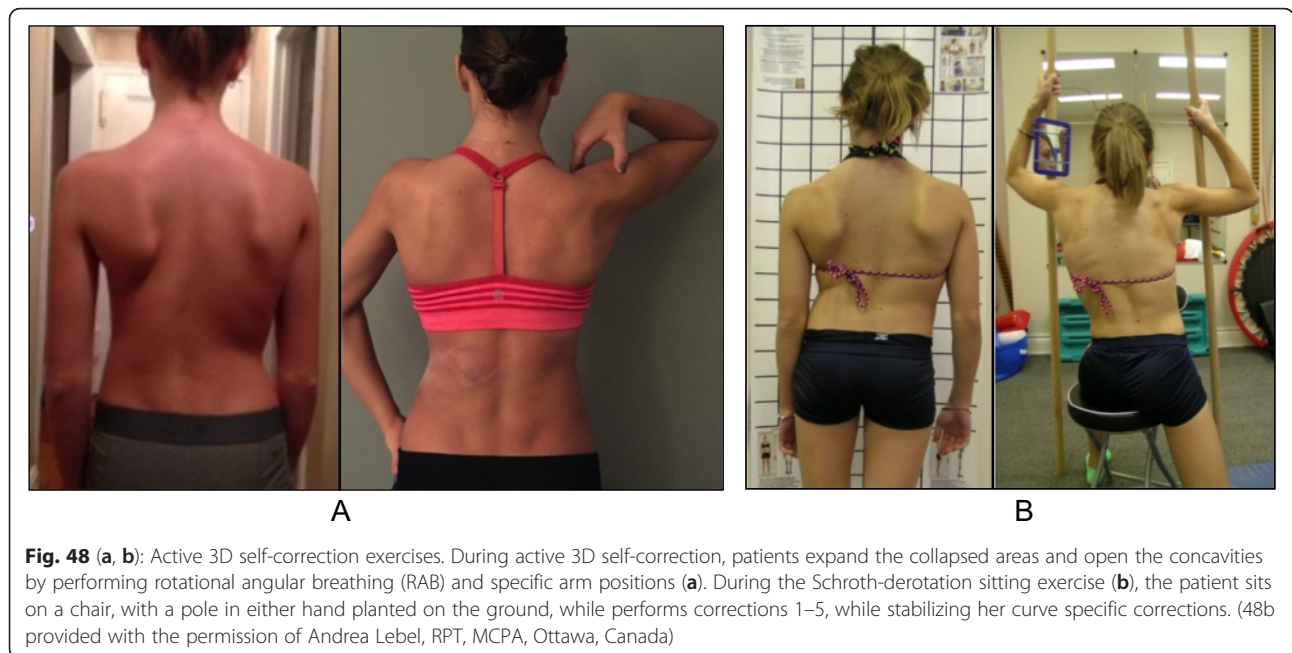 A
B
Fig. 48 (a, b): Active 3D self-correction exercises. During active 3D self-correction, patients expand the collapsed areas and open the concavities
by performing rotational angular breathing (RAB) and specific arm positions (a). During the Schroth-derotation sitting exercise (b), the patient sits
on a chair, with a pole in either hand planted on the ground, while performs corrections 1–5, while stabilizing her curve specific corrections. (48b
provided with the permission of Andrea Lebel, RPT, MCPA, Ottawa, Canada)